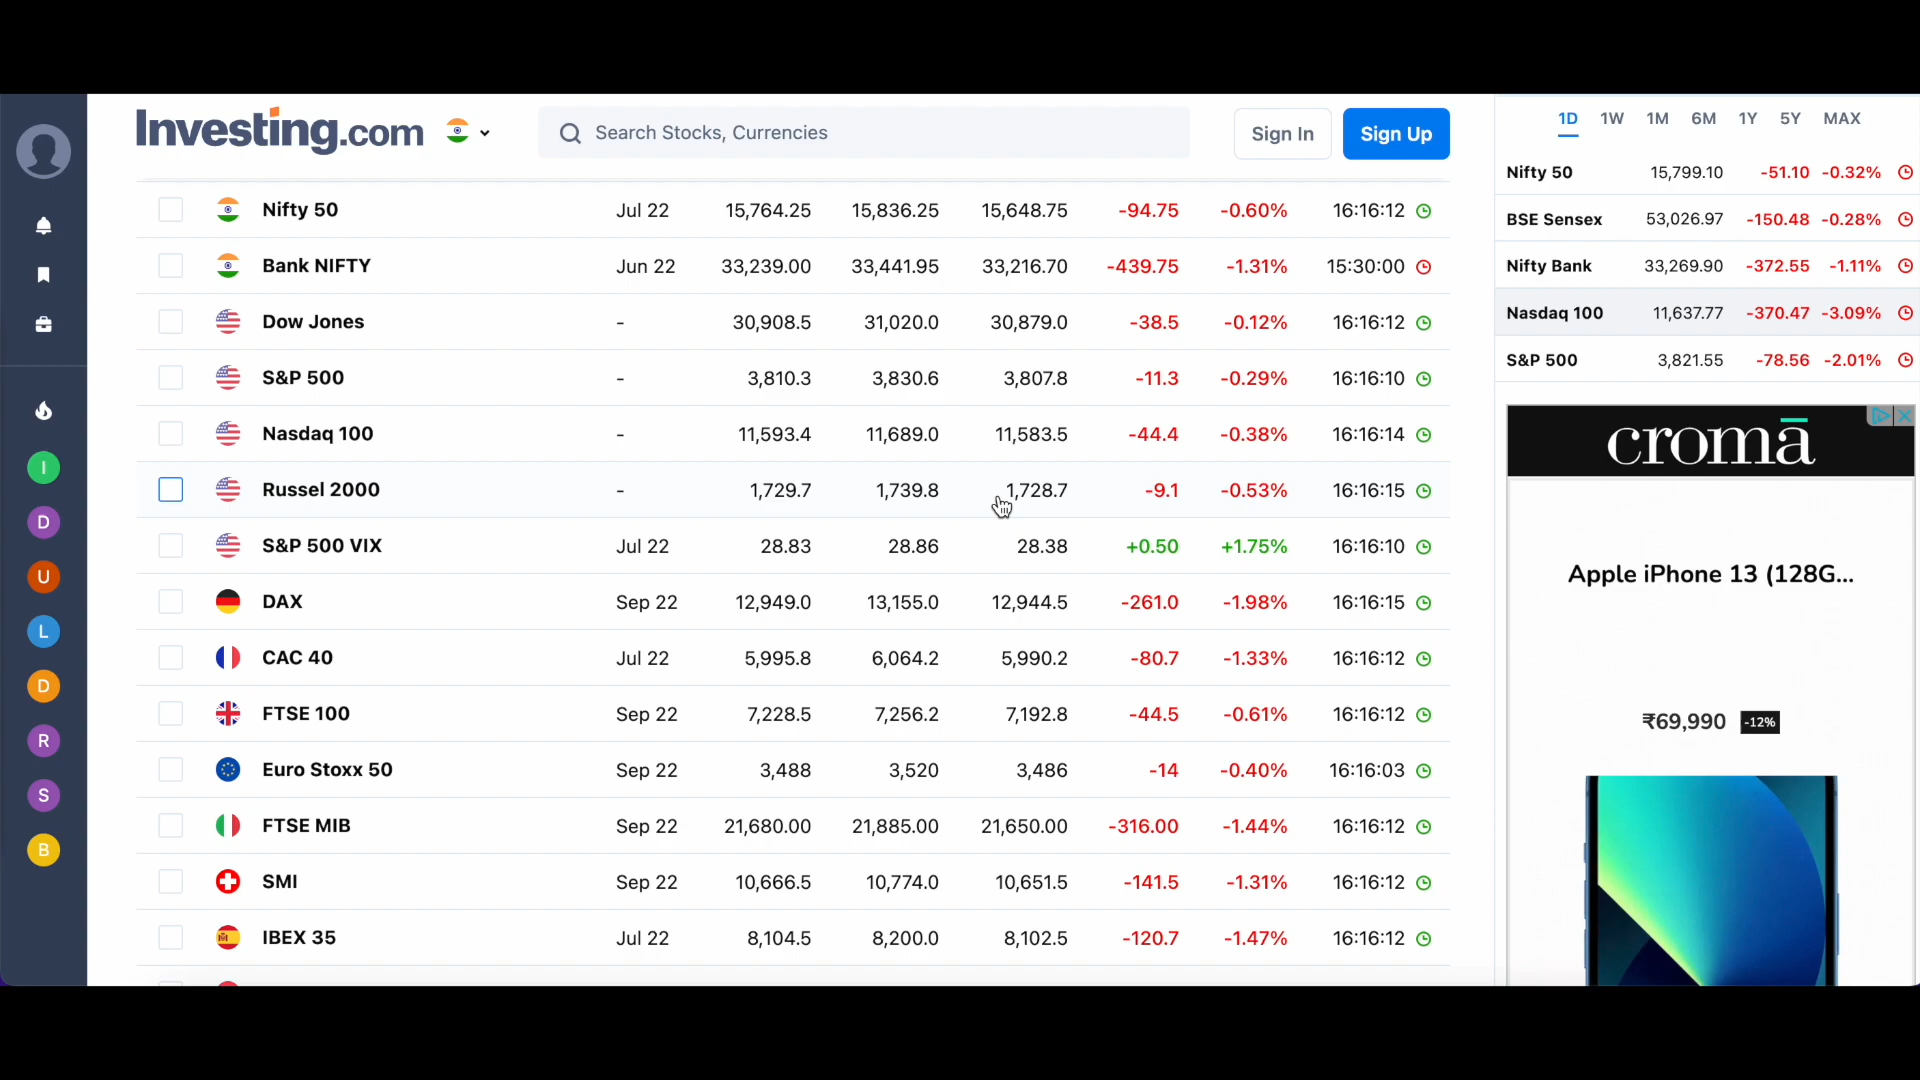 Investing.com
Search Stocks, Currencies
Sign In
Sign Up
Nifty 50 Jul 22 15,764.25 15,836.25 15,648.75 -94.75 -0.60% 16:16:12
Bank NIFTY Jun 22 33,239.00 33,441.95 33,216.70 -439.75 -1.31% 15:30:00
Dow Jones - 30,908.5 31,020.0 30,879.0 -38.5 -0.12% 16:16:12
S&P 500 - 3,810.3 3,830.6 3,807.8 -11.3 -0.29% 16:16:10
Nasdaq 100 - 11,593.4 11,689.0 11,583.5 -44.4 -0.38% 16:16:14
Russel 2000 - 1,729.7 1,739.8 1,728.7 -9.1 -0.53% 16:16:15
S&P 500 VIX Jul 22 28.83 28.86 28.38 +0.50 +1.75% 16:16:10
DAX Sep 22 12,949.0 13,155.0 12,944.5 -261.0 -1.98% 16:16:15
CAC 40 Jul 22 5,995.8 6,064.2 5,990.2 -80.7 -1.33% 16:16:12
FTSE 100 Sep 22 7,228.5 7,256.2 7,192.8 -44.5 -0.61% 16:16:12
Euro Stoxx 50 Sep 22 3,488 3,520 3,486 -14 -0.40% 16:16:03
FTSE MIB Sep 22 21,680.00 21,885.00 21,650.00 -316.00 -1.44% 16:16:12
SMI Sep 22 10,666.5 10,774.0 10,651.5 -141.5 -1.31% 16:16:12
IBEX 35 Jul 22 8,104.5 8,200.0 8,102.5 -120.7 -1.47% 16:16:12
I
D
U
L
D
R
S
B
1D 1W 1M 6M 1Y 5Y MAX
Nifty 50 15,799.10 -51.10 -0.32%
BSE Sensex 53,026.97 -150.48 -0.28%
Nifty Bank 33,269.90 -372.55 -1.11%
Nasdaq 100 11,637.77 -370.47 -3.09%
S&P 500 3,821.55 -78.56 -2.01%
cromā
Apple iPhone 13 (128G...
₹69,990 -12%